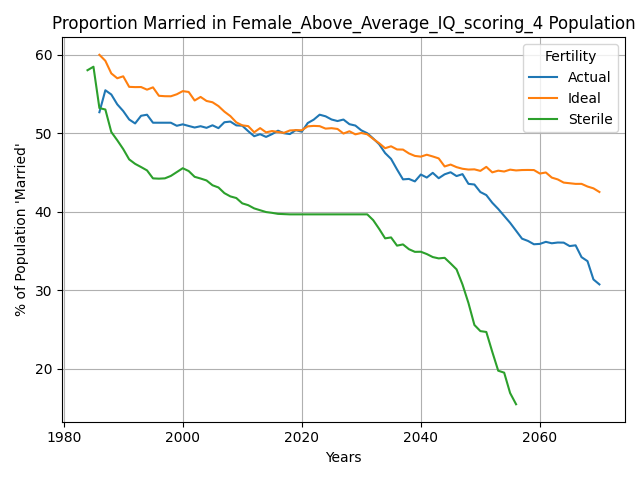 Proportion Married in Female_Above_Average_IQ_scoring_4 Population
% of Population 'Married'
60
50
40
30
20
Fertility
Actual
Ideal
Sterile
1980
2000
2020
2040
2060
Years